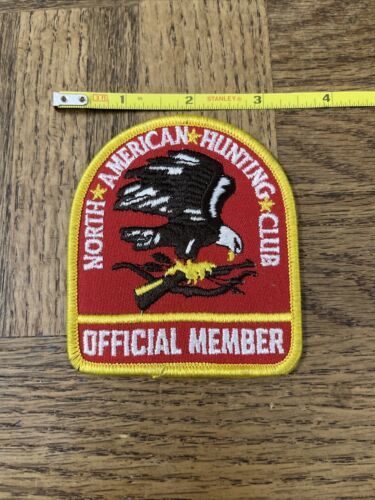 1 2 STANLEY 3 4
NORTH★AMERICAN★HUNTING★CLUB
OFFICIAL MEMBER